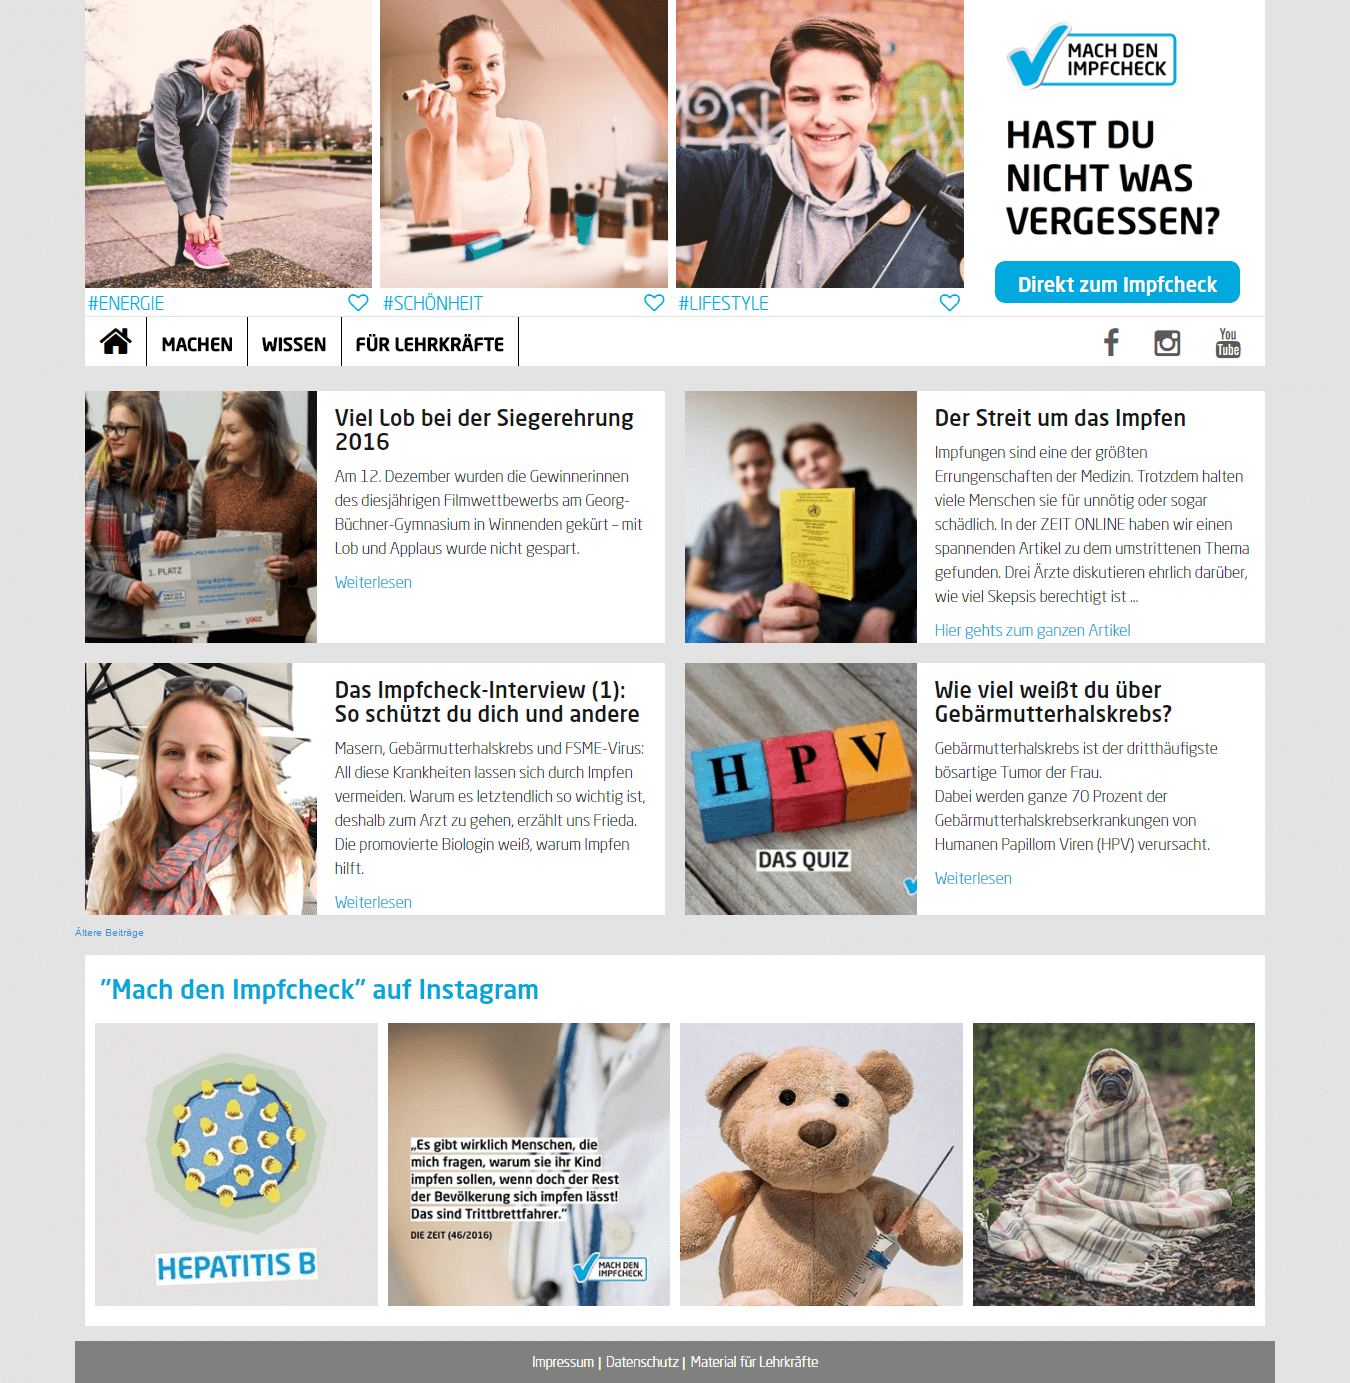 MACH DEN
IMPFCHECK
HAST DU
NICHT WAS
VERGESSEN?
Direkt zum Impfcheck
#ENERGIE
#SCHÖNHEIT
#LIFESTYLE
MACHEN
WISSEN
FÜR LEHRKRÄFTE
You
Tube
1. PLATZ
MACH DEN
IMPFCHECK
yaez
Viel Lob bei der Siegerehrung
2016
Am 12. Dezember wurden die Gewinnerinnen
des diesjährigen Filmwettbewerbs am Georg-
Büchner-Gymnasium in Winnenden gekürt – mit
Lob und Applaus wurde nicht gespart.
Weiterlesen
Der Streit um das Impfen
Impfungen sind eine der größten
Errungenschaften der Medizin. Trotzdem halten
viele Menschen sie für unnötig oder sogar
schädlich. In der ZEIT ONLINE haben wir einen
spannenden Artikel zu dem umstrittenen Thema
gefunden. Drei Ärzte diskutieren ehrlich darüber,
wie viel Skepsis berechtigt ist ...
Hier gehts zum ganzen Artikel
Das Impfcheck-Interview (1):
So schützt du dich und andere
Masern, Gebärmutterhalskrebs und FSME-Virus:
All diese Krankheiten lassen sich durch Impfen
vermeiden. Warum es letztendlich so wichtig ist,
deshalb zum Arzt zu gehen, erzählt uns Frieda.
Die promovierte Biologin weiß, warum Impfen
hilft.
Weiterlesen
HPV
DAS QUIZ
Wie viel weißt du über
Gebärmutterhalskrebs?
Gebärmutterhalskrebs ist der dritthäufigste
bösartige Tumor der Frau.
Dabei werden ganze 70 Prozent der
Gebärmutterhalskrebserkrankungen von
Humanen Papillom Viren (HPV) verursacht.
Weiterlesen
Ältere Beiträge
"Mach den Impfcheck" auf Instagram
HEPATITIS B
„Es gibt wirklich Menschen, die
mich fragen, warum sie ihr Kind
impfen sollen, wenn doch der Rest
der Bevölkerung sich impfen lässt!
Das sind Trittbrettfahrer."
DIE ZEIT (46/2016)
MACH DEN
IMPFCHECK
Impressum | Datenschutz | Material für Lehrkräfte